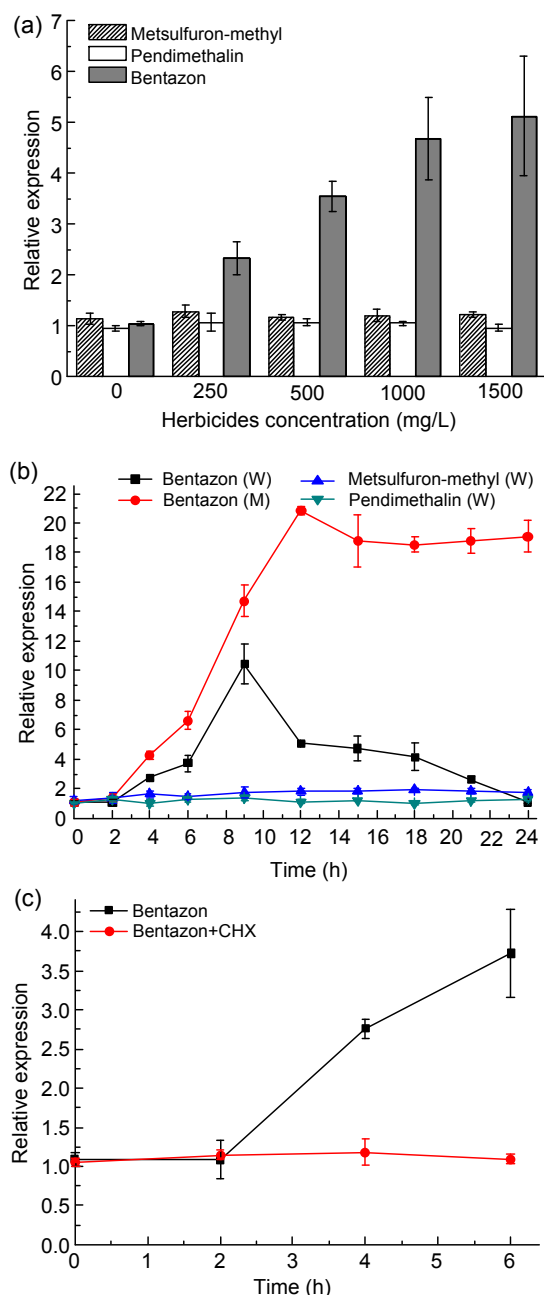 (a)
Metsulfuron-methyl
Pendimethalin
Bentazon
7
6
5
4
3
2
1
0
Relative expression
0 250 500 1000 1500
Herbicides concentration (mg/L)
(b)
Bentazon (W) Metsulfuron-methyl (W)
Bentazon (M) Pendimethalin (W)
22
20
18
16
14
12
10
8
6
4
2
0
Relative expression
0 2 4 6 8 10 12 14 16 18 20 22 24
Time (h)
(c)
Bentazon
Bentazon+CHX
4.0
3.5
3.0
2.5
2.0
1.5
1.0
0.5
0.0
Relative expression
0 1 2 3 4 5 6
Time (h)